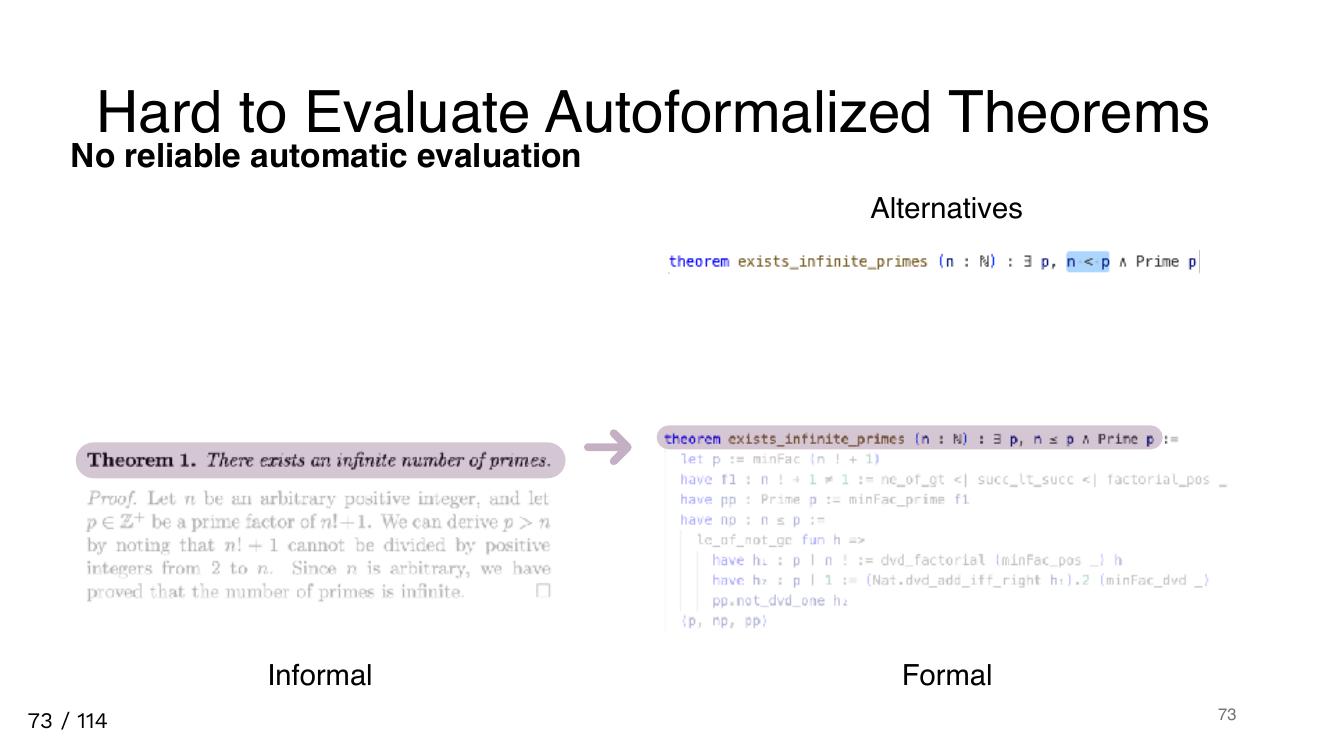 Hard to Evaluate Autoformalized Theorems
No reliable automatic evaluation
Alternatives
theorem exists_infinite_primes (n : ℕ) : ∃ p, n < p ∧ Prime p
Theorem 1. There exists an infinite number of primes.
Proof. Let n be an arbitrary positive integer, and let
p ∈ ℤ⁺ be a prime factor of n!+1. We can derive p > n
by noting that n! + 1 cannot be divided by positive
integers from 2 to n. Since n is arbitrary, we have
proved that the number of primes is infinite. □
Informal
theorem exists_infinite_primes (n : ℕ) : ∃ p, n ≤ p ∧ Prime p :=
let p := minFac (n ! + 1)
have f1 : n ! + 1 ≠ 1 := ne_of_gt <| succ_lt_succ <| factorial_pos _
have pp : Prime p := minFac_prime f1
have np : n ≤ p :=
le_of_not_ge fun h =>
have h₁ : p ∣ n ! := dvd_factorial (minFac_pos _) h
have h₂ : p ∣ 1 := (Nat.dvd_add_iff_right h₁).2 (minFac_dvd _)
pp.not_dvd_one h₂
⟨p, np, pp⟩
Formal
73 / 114
73